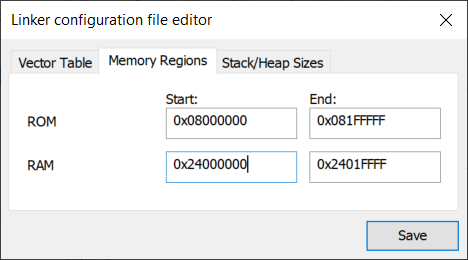 Linker configuration file editor
Vector Table Memory Regions Stack/Heap Sizes
Start: End:
ROM 0x08000000 0x081FFFFF
RAM 0x24000000 0x2401FFFF
Save